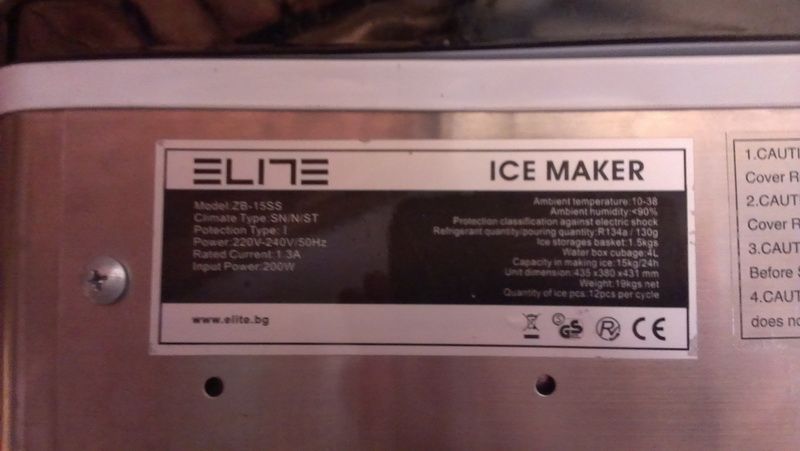 ELITE
ICE MAKER
Model:ZB-15SS
Climate Type:SN/N/ST
Potection Type: I
Power:220V-240V/50Hz
Rated Current:1.3A
Input Power:200W
Ambient temperature:10-38
Ambient humidity:<90%
Protection classification against electric shock
Refrigerant quantity/pouring quantity:R134a / 130g
Ice storages basket:1.5kgs
Water box cubage:4L
Capacity in making ice:15kg/24h
Unit dimension:435 x380 x431 mm
Weight:19kgs net
Quantity of ice pcs:12pcs per cycle
www.elite.bg
S GS
CE
1.CAUTI
Cover R
2.CAUT
Cover R
3.CAUT
Before S
4.CAUT
does no